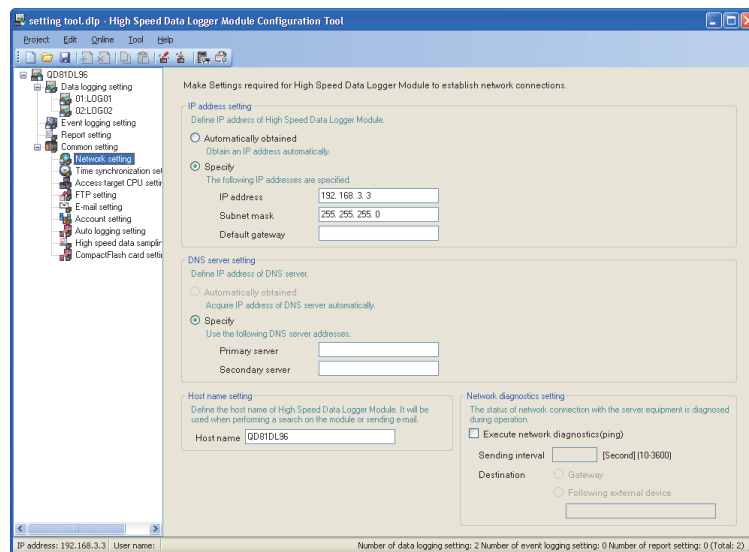 setting tool.dlp - High Speed Data Logger Module Configuration Tool
Project Edit Online Tool Help
QD81DL96
Data logging setting
01:LOG01
02:LOG02
Event logging setting
Report setting
Common setting
Network setting
Time synchronization set
Access target CPU settir
FTP setting
E-mail setting
Account setting
Auto logging setting
High speed data samplir
CompactFlash card settir
Make Settings required for High Speed Data Logger Module to establish network connections.
IP address setting
Define IP address of High Speed Data Logger Module.
Automatically obtained
Obtain an IP address automatically.
Specify
The following IP addresses are specified.
IP address 192. 168. 3. 3
Subnet mask 255. 255. 255. 0
Default gateway
DNS server setting
Define IP address of DNS server.
Automatically obtained
Acquire IP address of DNS server automatically.
Specify
Use the following DNS server addresses.
Primary server
Secondary server
Host name setting
Define the host name of High Speed Data Logger Module. It will be
used when performing a search on the module or sending e-mail.
Host name QD81DL96
Network diagnostics setting
The status of network connection with the server equipment is diagnosed
during operation.
Execute network diagnostics(ping)
Sending interval [Second] (10-3600)
Destination Gateway
Following external device
IP address: 192.168.3.3 User name: Number of data logging setting: 2 Number of event logging setting: 0 Number of report setting: 0 (Total: 2)